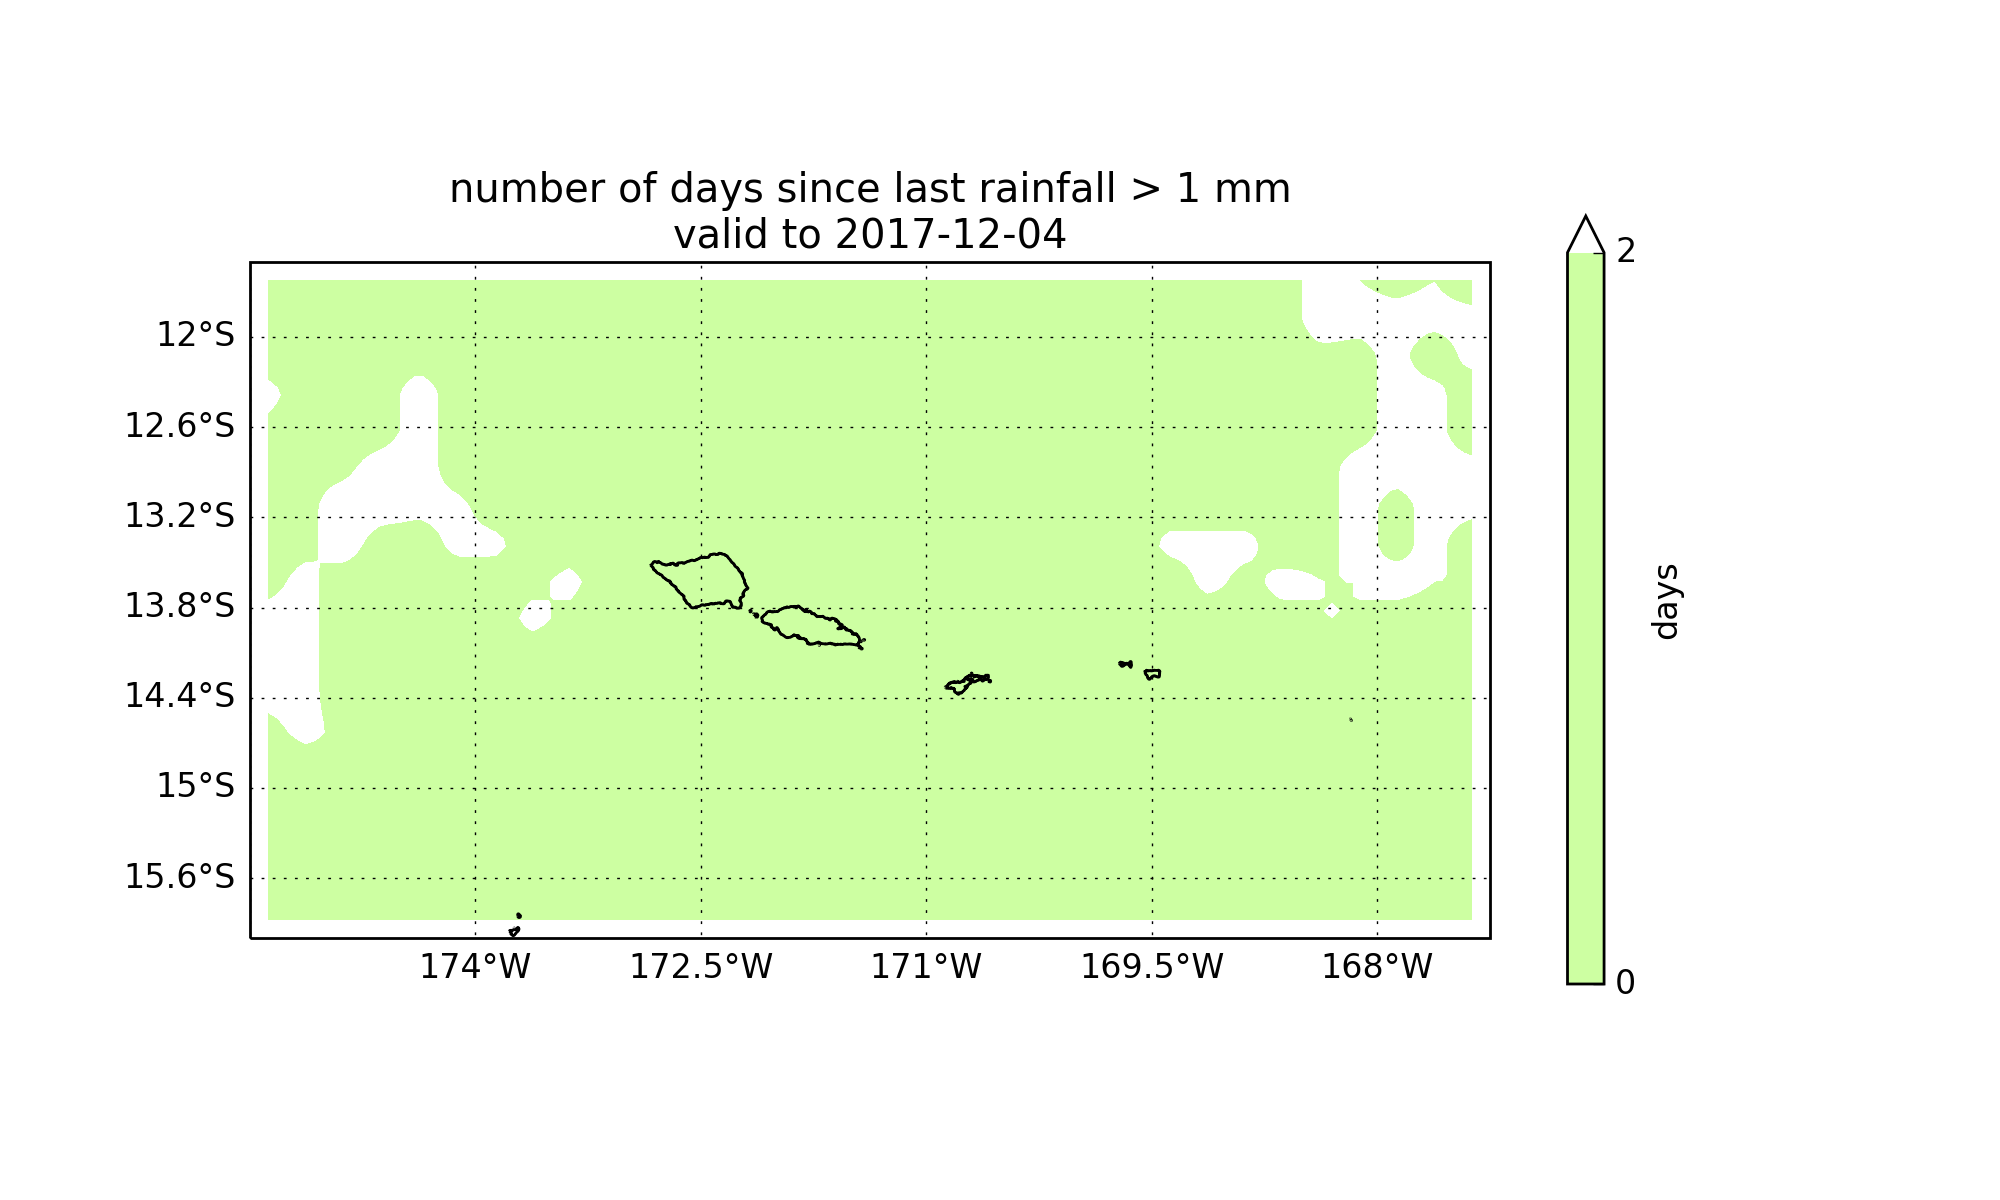 number of days since last rainfall > 1 mm
valid to 2017-12-04
2
12°S
12.6°S
13.2°S
13.8°S
14.4°S
15°S
15.6°S
days
174°W
172.5°W
171°W
169.5°W
168°W
0